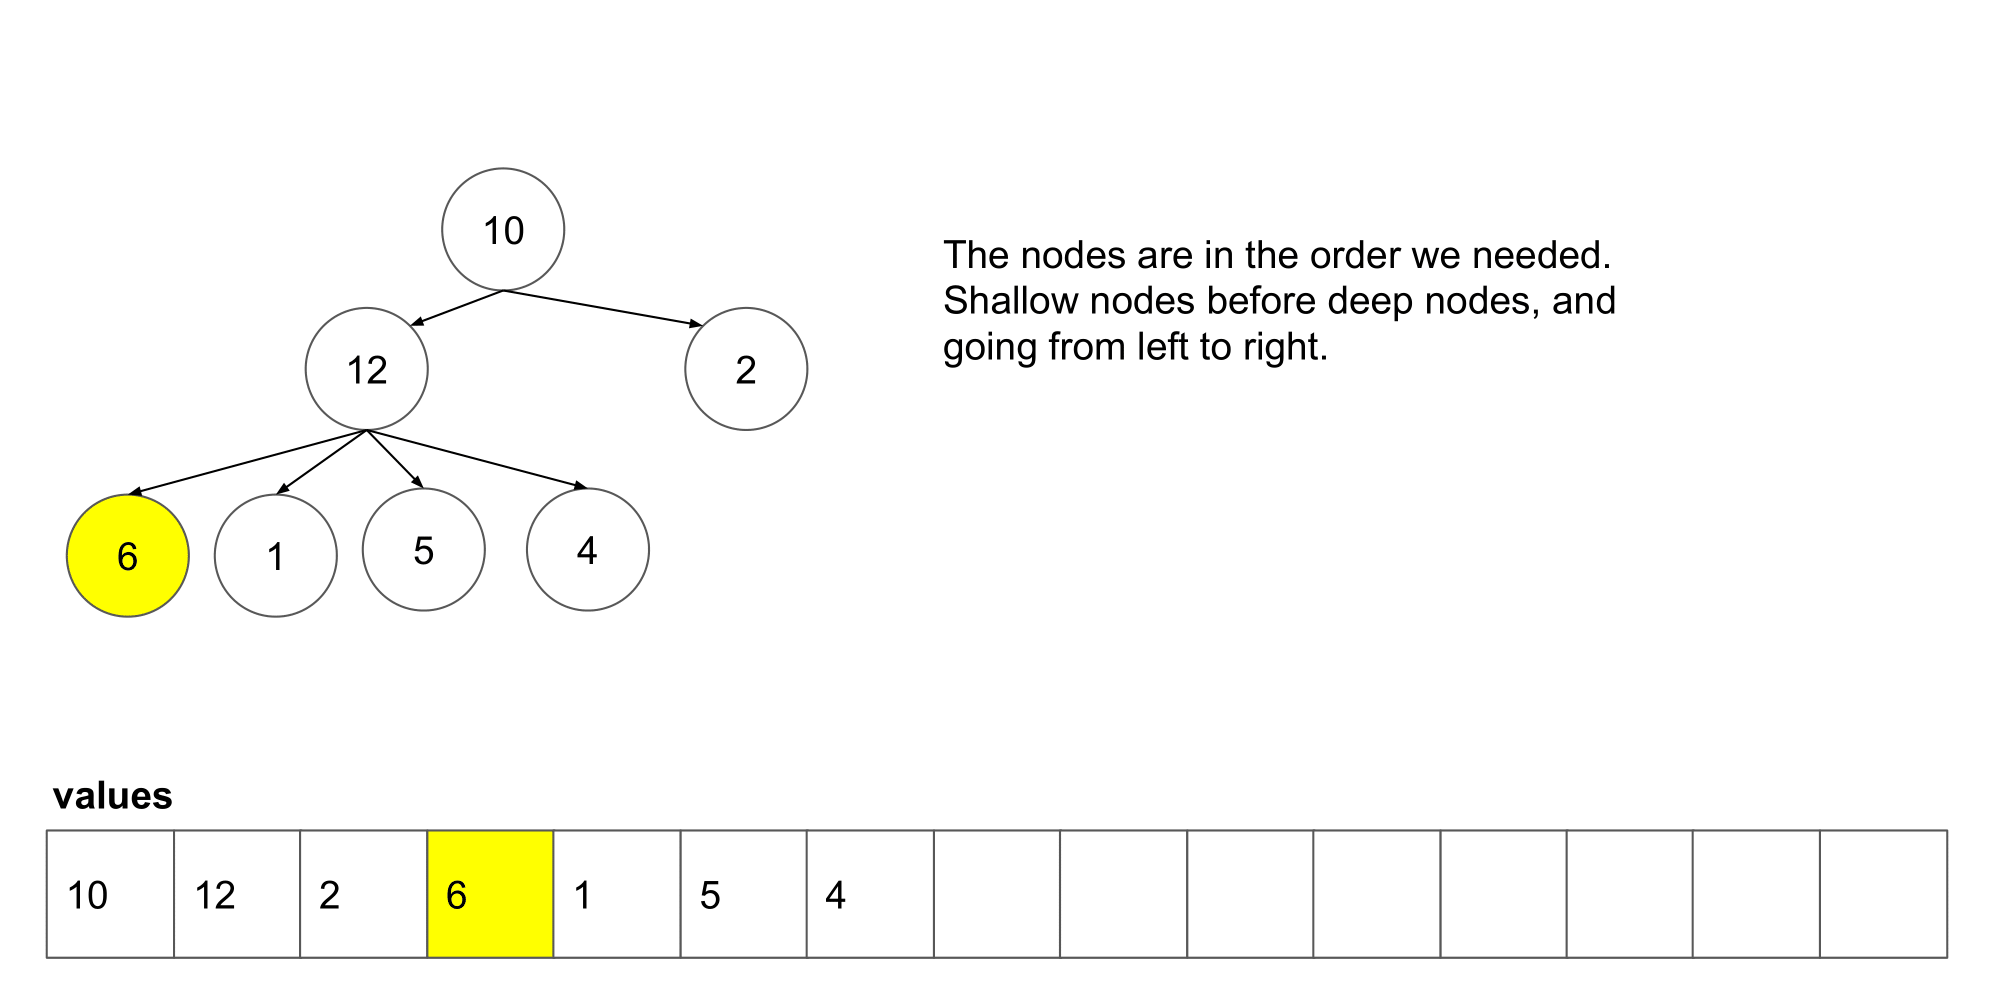 10
The nodes are in the order we needed.
Shallow nodes before deep nodes, and
going from left to right.
12
2
6
1
5
4
values
10 12 2 6 1 5 4